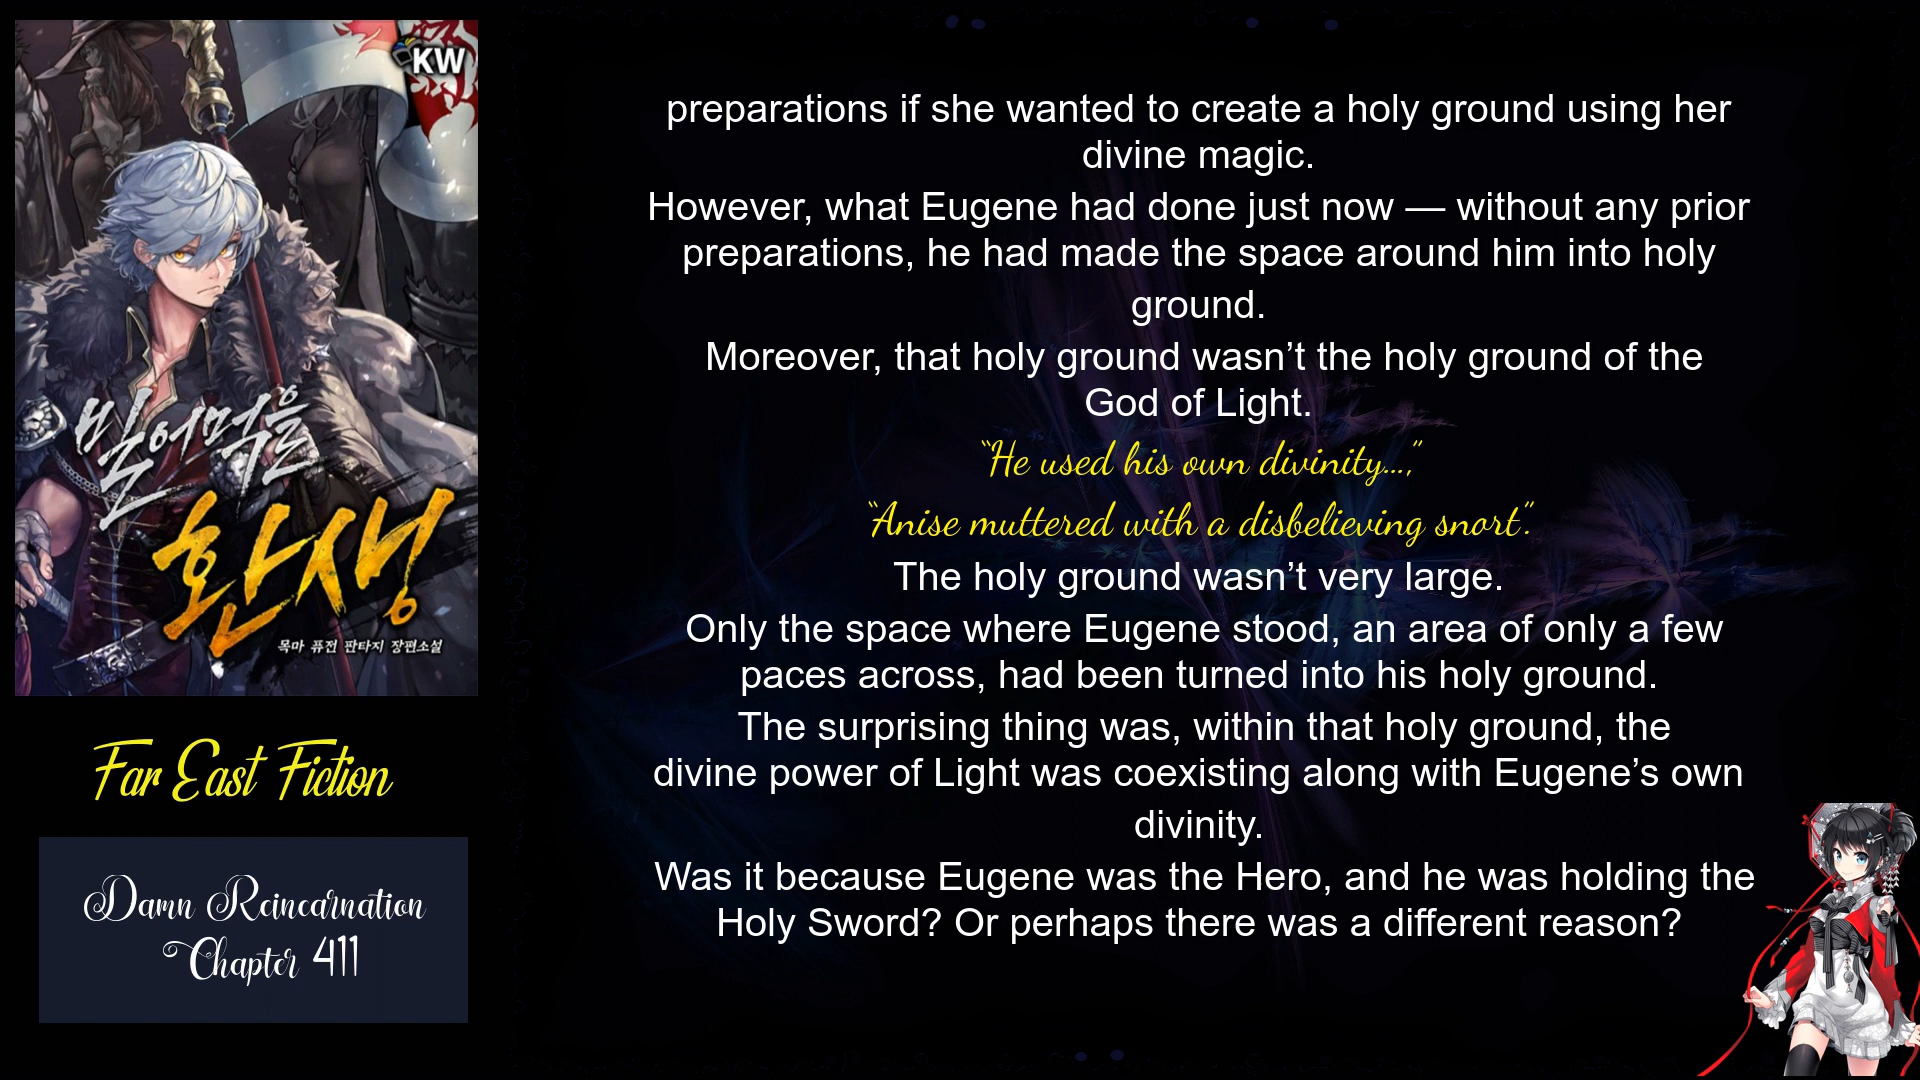 KW
빌어먹을
환생
목마 퓨전 판타지 장편소설
Far East Fiction
Damn Reincarnation
Chapter 411
preparations if she wanted to create a holy ground using her
divine magic.
However, what Eugene had done just now — without any prior
preparations, he had made the space around him into holy
ground.
Moreover, that holy ground wasn’t the holy ground of the
God of Light.
“He used his own divinity...,”
“Anise muttered with a disbelieving snort”.
The holy ground wasn’t very large.
Only the space where Eugene stood, an area of only a few
paces across, had been turned into his holy ground.
The surprising thing was, within that holy ground, the
divine power of Light was coexisting along with Eugene’s own
divinity.
Was it because Eugene was the Hero, and he was holding the
Holy Sword? Or perhaps there was a different reason?